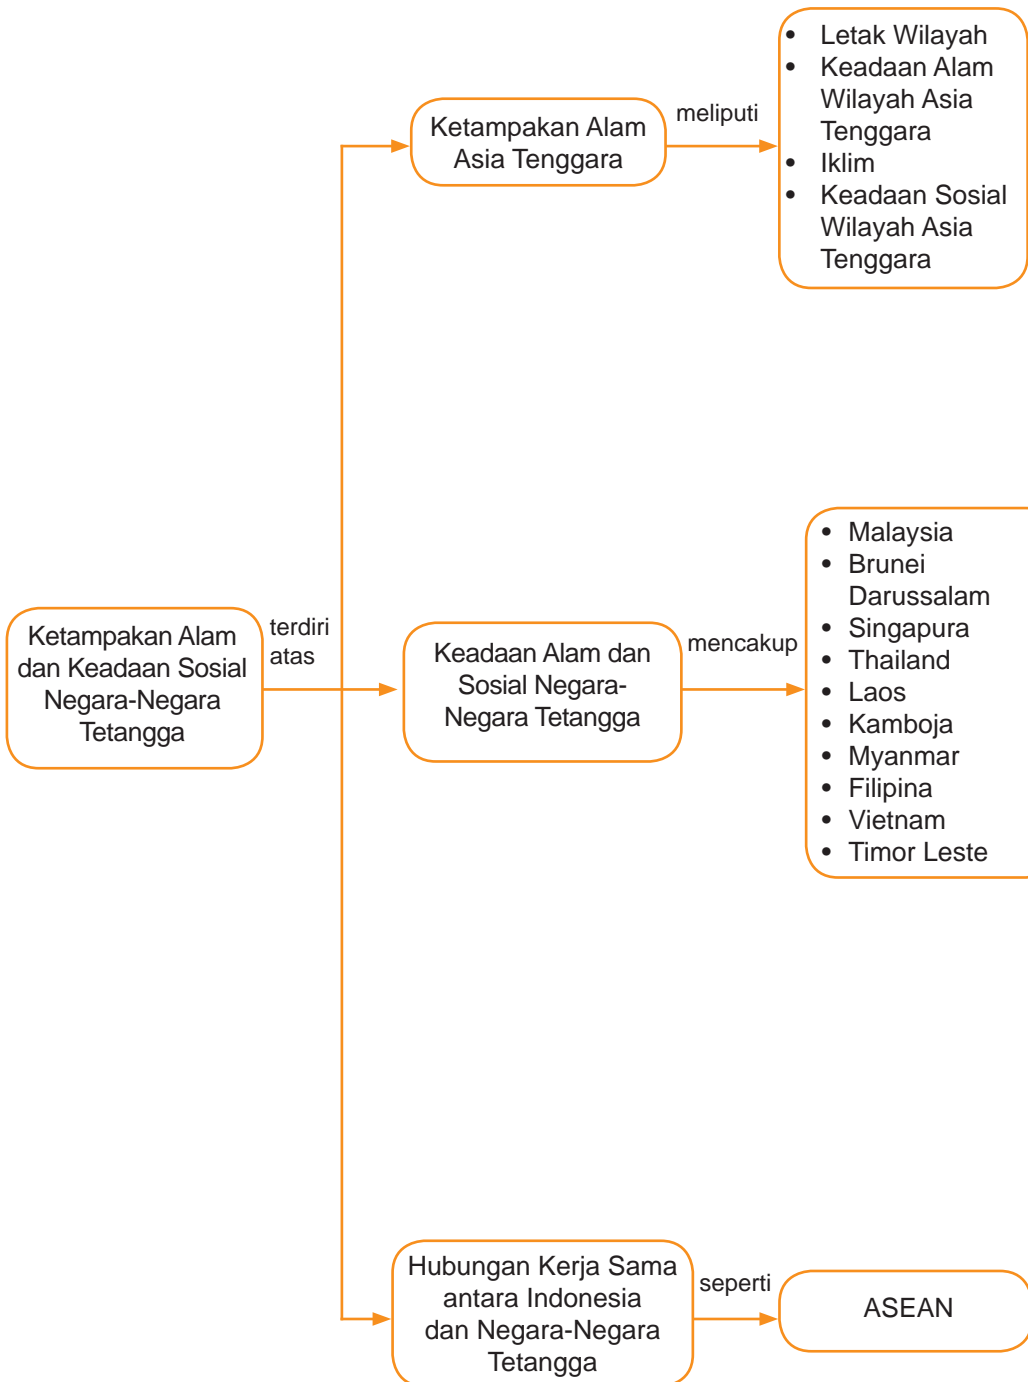 Ketampakan Alam
dan Keadaan Sosial
Negara-Negara
Tetangga
terdiri
atas
Ketampakan Alam
Asia Tenggara
meliputi
• Letak Wilayah
• Keadaan Alam
Wilayah Asia
Tenggara
• Iklim
• Keadaan Sosial
Wilayah Asia
Tenggara
Keadaan Alam dan
Sosial Negara-
Negara Tetangga
mencakup
• Malaysia
• Brunei
Darussalam
• Singapura
• Thailand
• Laos
• Kamboja
• Myanmar
• Filipina
• Vietnam
• Timor Leste
Hubungan Kerja Sama
antara Indonesia
dan Negara-Negara
Tetangga
seperti
ASEAN